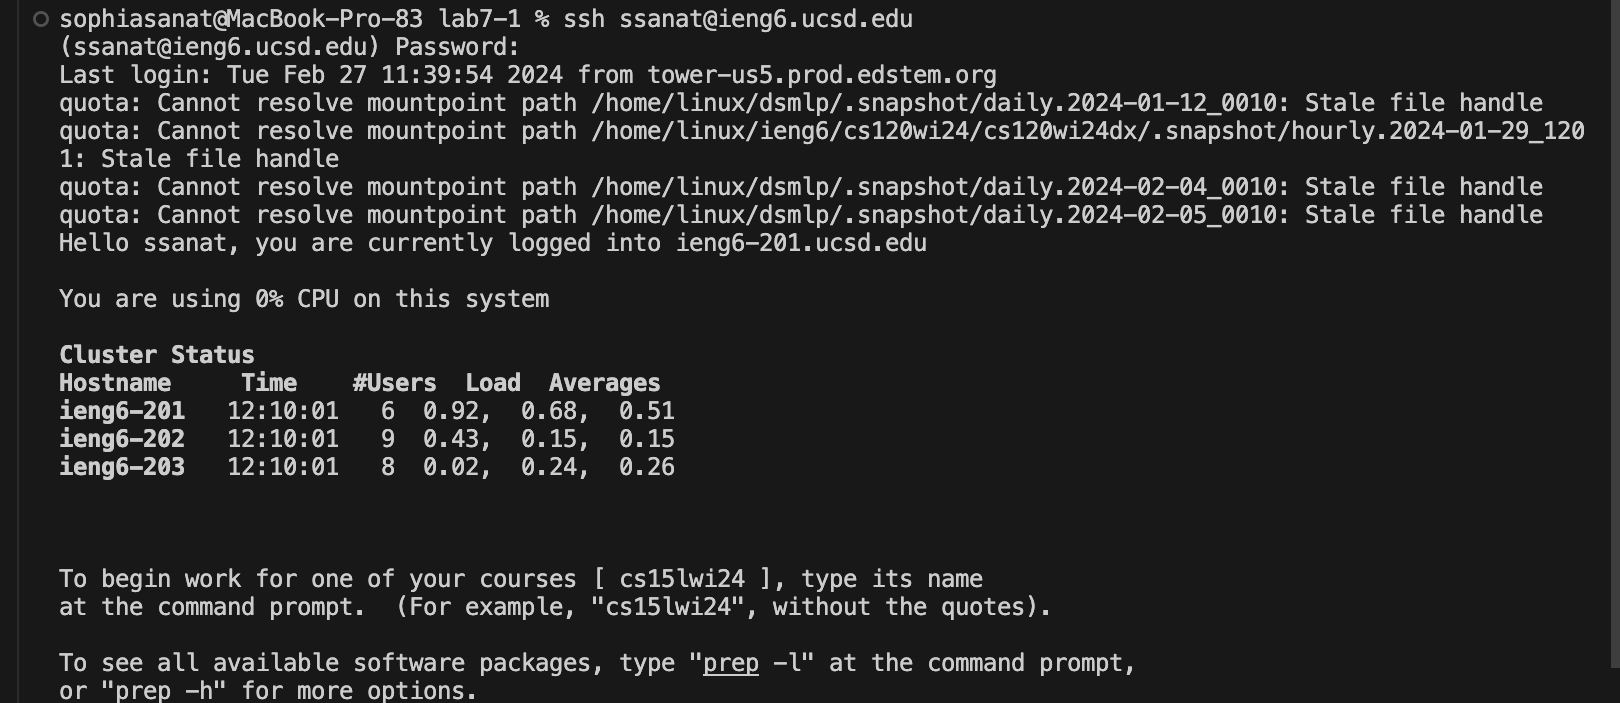 sophiasanat@MacBook-Pro-83 lab7-1 % ssh ssanat@ieng6.ucsd.edu
(ssanat@ieng6.ucsd.edu) Password:
Last login: Tue Feb 27 11:39:54 2024 from tower-us5.prod.edstem.org
quota: Cannot resolve mountpoint path /home/linux/dsmlp/.snapshot/daily.2024-01-12_0010: Stale file handle
quota: Cannot resolve mountpoint path /home/linux/ieng6/cs120wi24/cs120wi24dx/.snapshot/hourly.2024-01-29_120
1: Stale file handle
quota: Cannot resolve mountpoint path /home/linux/dsmlp/.snapshot/daily.2024-02-04_0010: Stale file handle
quota: Cannot resolve mountpoint path /home/linux/dsmlp/.snapshot/daily.2024-02-05_0010: Stale file handle
Hello ssanat, you are currently logged into ieng6-201.ucsd.edu
You are using 0% CPU on this system
Cluster Status
Hostname     Time    #Users  Load  Averages
ieng6-201   12:10:01   6  0.92,  0.68,  0.51
ieng6-202   12:10:01   9  0.43,  0.15,  0.15
ieng6-203   12:10:01   8  0.02,  0.24,  0.26
To begin work for one of your courses [ cs15lwi24 ], type its name
at the command prompt.  (For example, "cs15lwi24", without the quotes).
To see all available software packages, type "prep -l" at the command prompt,
or "prep -h" for more options.